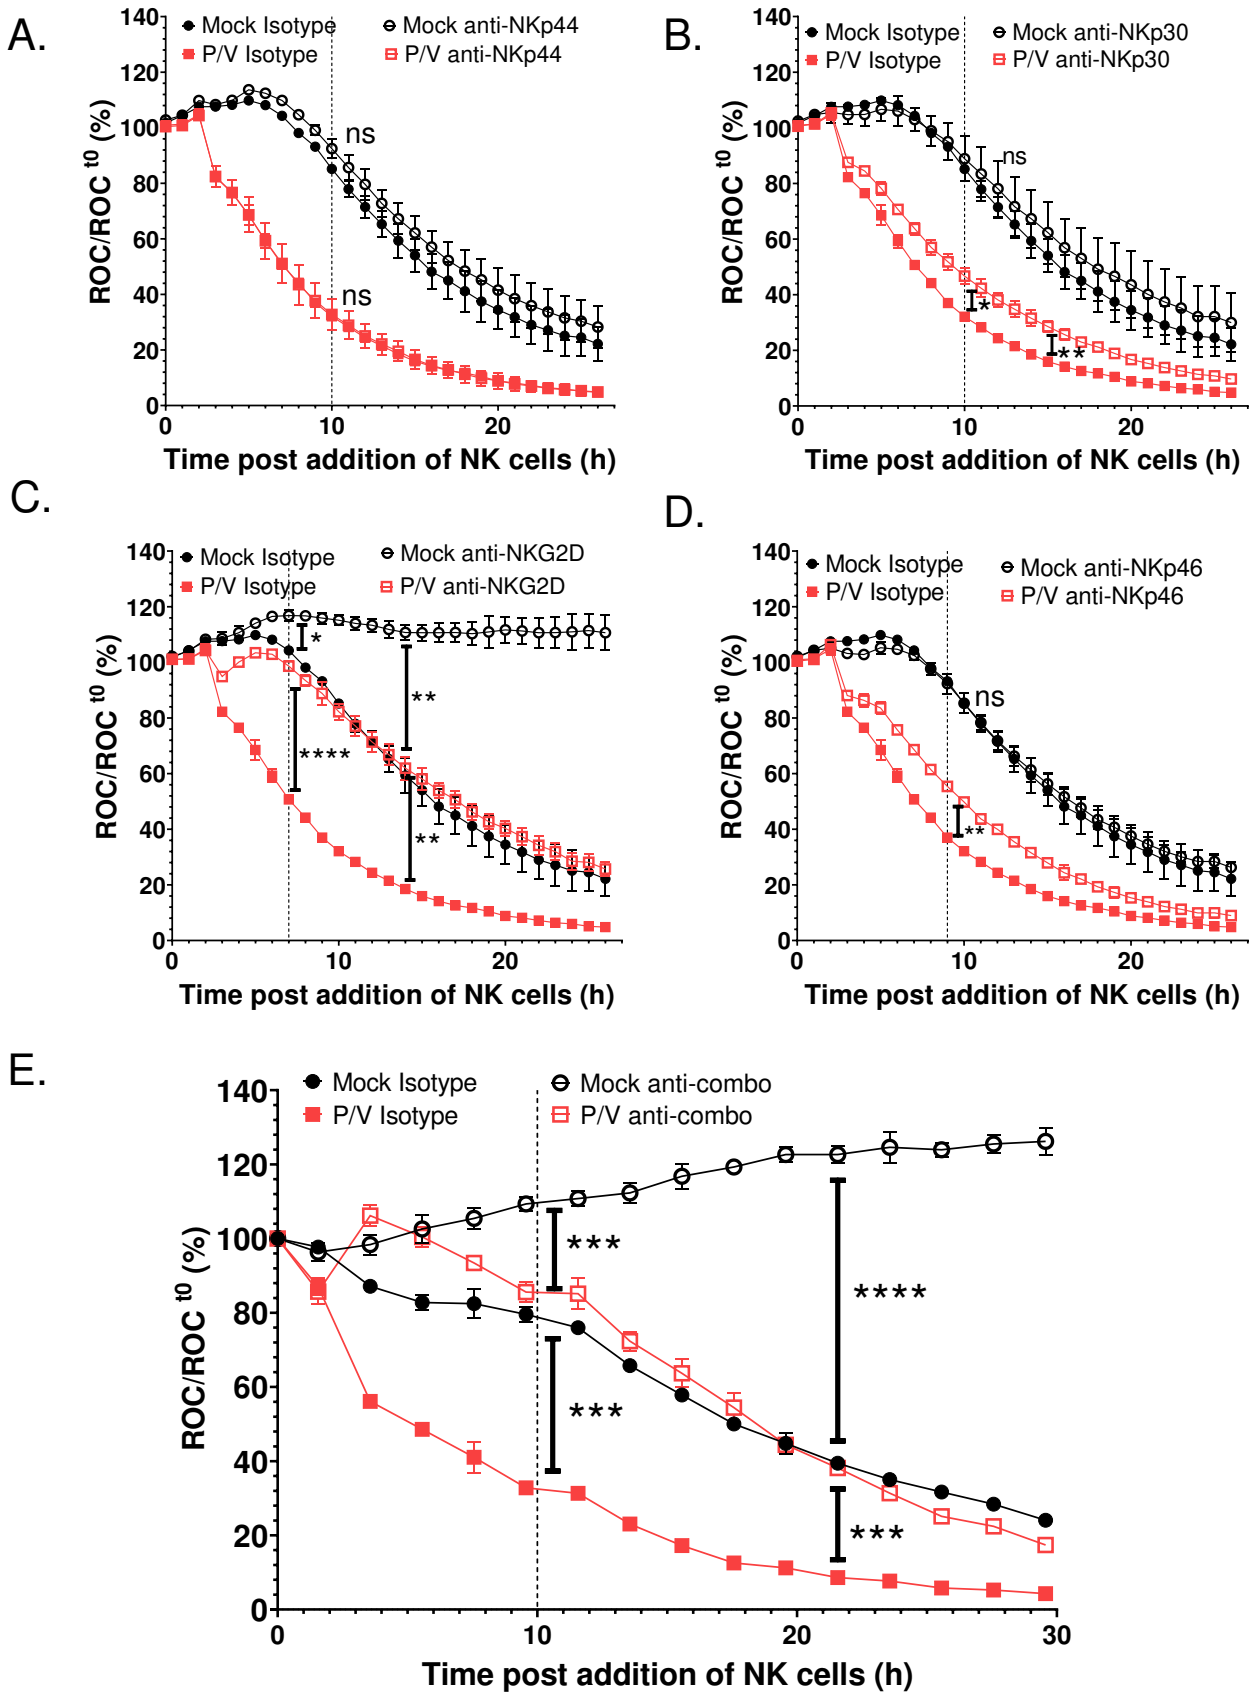 A.
Mock Isotype
Mock anti-NKp44
P/V Isotype
P/V anti-NKp44
ROC/ROC t0 (%)
140
120
100
80
60
40
20
0
ns
ns
0 10 20
Time post addition of NK cells (h)
B.
Mock Isotype
Mock anti-NKp30
P/V Isotype
P/V anti-NKp30
ROC/ROC t0 (%)
140
120
100
80
60
40
20
0
ns
*
**
0 10 20
Time post addition of NK cells (h)
C.
Mock Isotype
Mock anti-NKG2D
P/V Isotype
P/V anti-NKG2D
ROC/ROC t0 (%)
140
120
100
80
60
40
20
0
*
**
****
**
0 10 20
Time post addition of NK cells (h)
D.
Mock Isotype
Mock anti-NKp46
P/V Isotype
P/V anti-NKp46
ROC/ROC t0 (%)
140
120
100
80
60
40
20
0
ns
**
0 10 20
Time post addition of NK cells (h)
E.
Mock Isotype
Mock anti-combo
P/V Isotype
P/V anti-combo
ROC/ROC t0 (%)
140
120
100
80
60
40
20
0
***
****
***
***
0 10 20 30
Time post addition of NK cells (h)